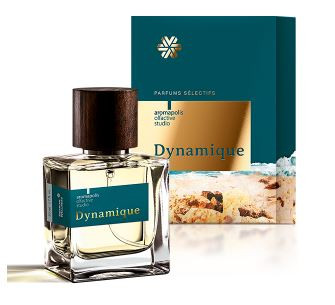 PARFUMS SÉLECTIFS
aromapolis
olfactive
studio
Dynamique
aromapolis
olfactive
studio
Dynamique